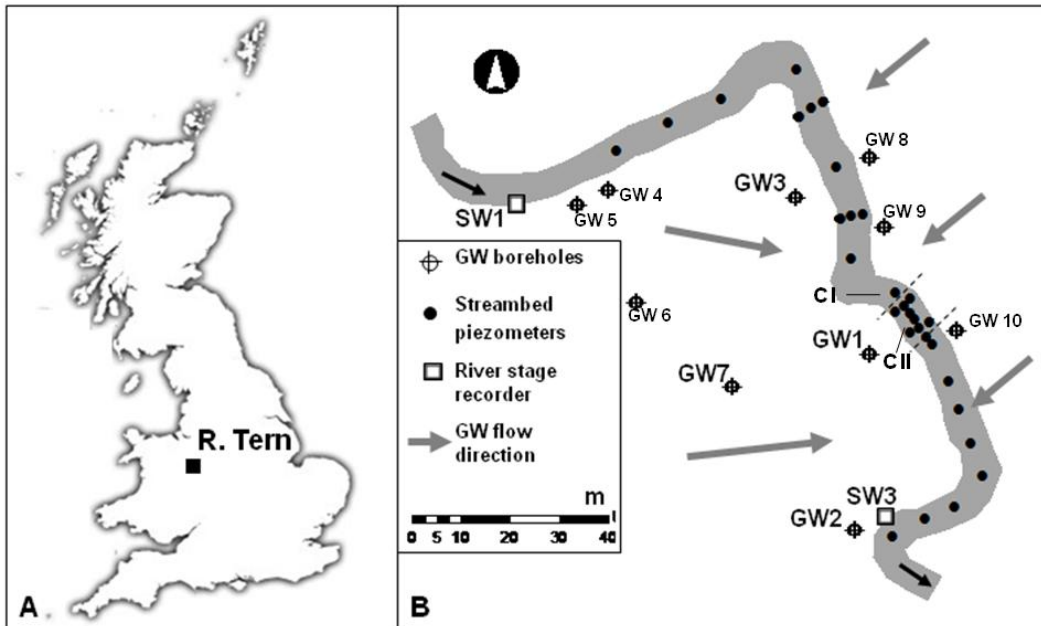 R. Tern
A
GW 8
GW3
GW 4
GW 5
SW1
GW 9
GW boreholes
Streambed
piezometers
River stage
recorder
GW flow
direction
m
0 5 10 20 40
CI
GW 6
GW 10
GW1
CII
GW7
SW3
GW2
B